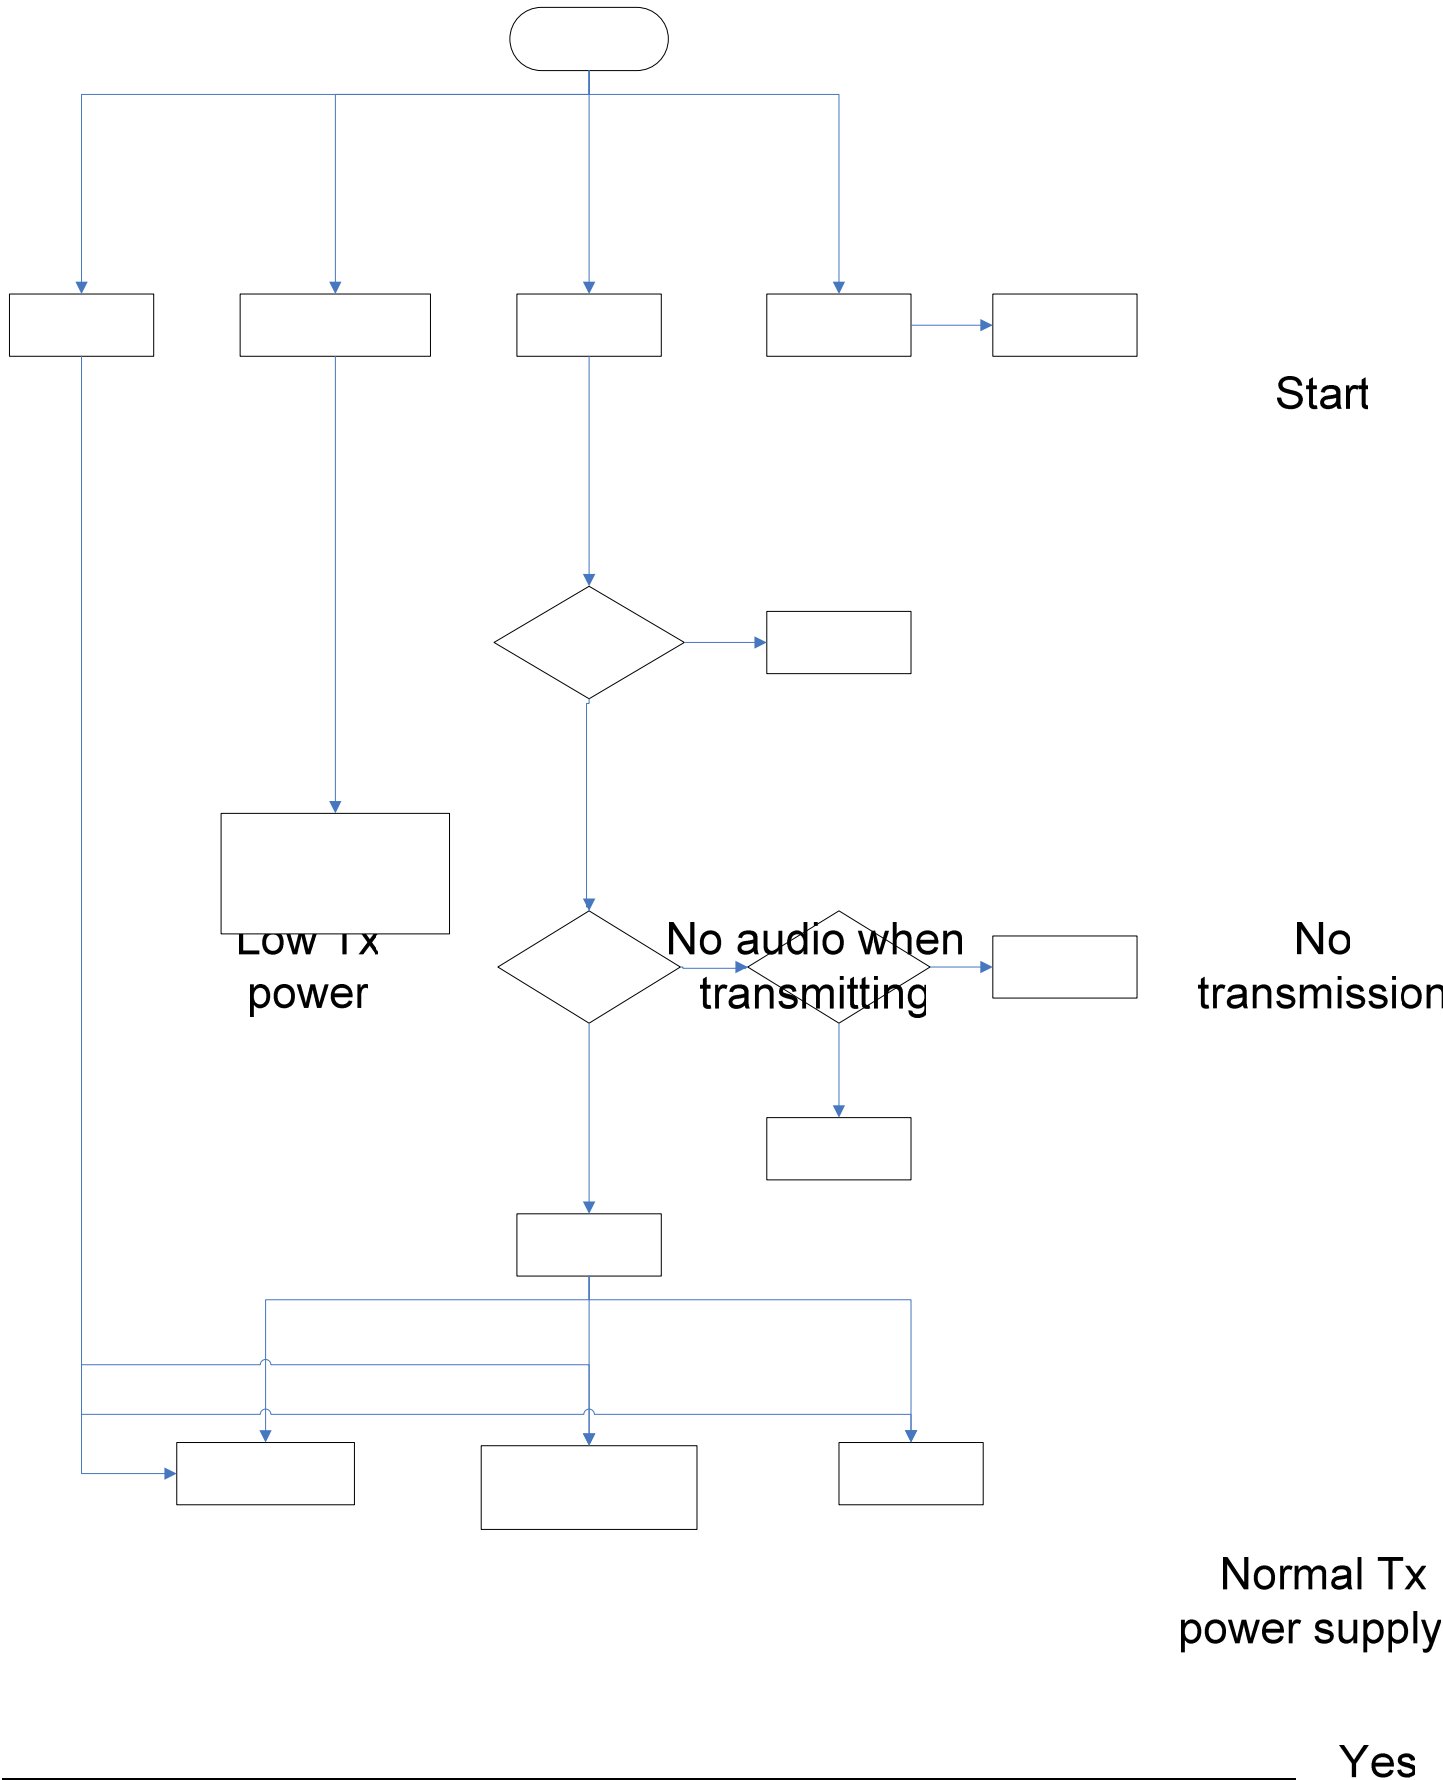 Start
Low Tx
power
No audio when
transmitting
No
transmission
Normal Tx
power supply
Yes